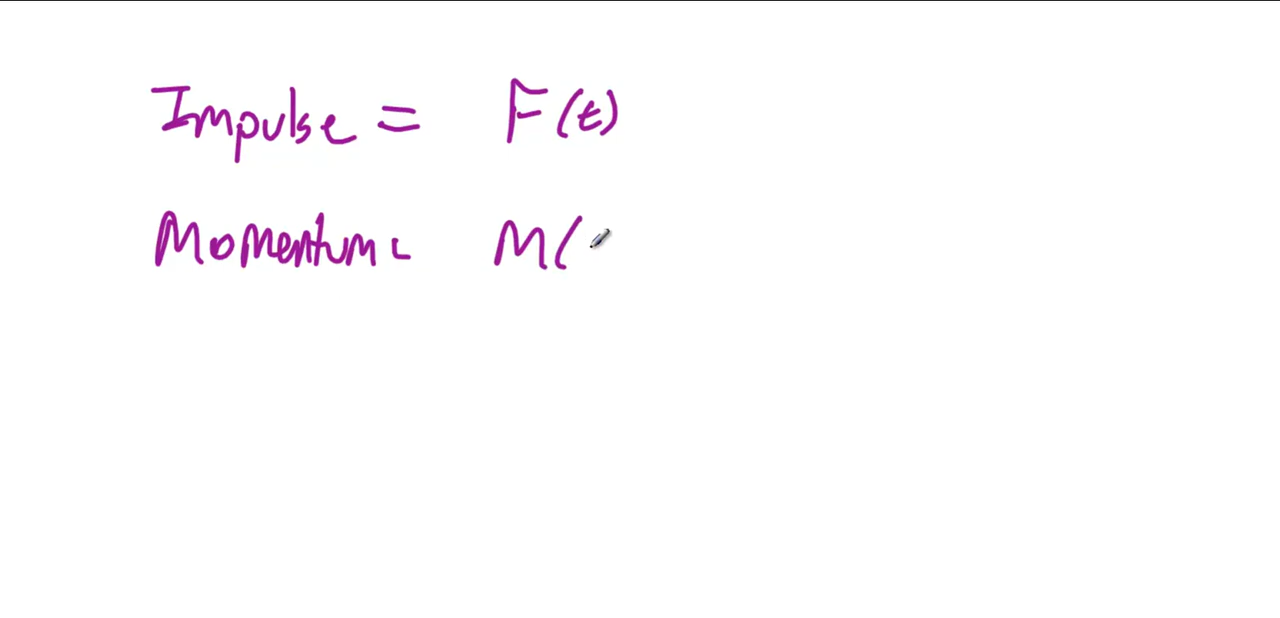 Impulse = F(t)
Momentum = M(